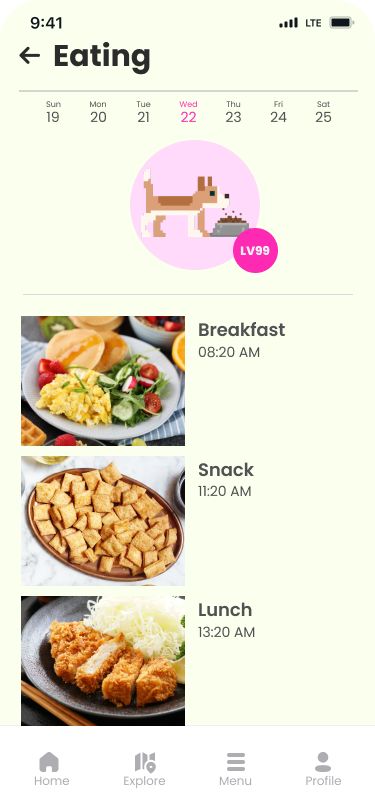 9:41
LTE
Eating
Sun Mon Tue Wed Thu Fri Sat
19 20 21 22 23 24 25
LV99
Breakfast
08:20 AM
Snack
11:20 AM
Lunch
13:20 AM
Home Explore Menu Profile